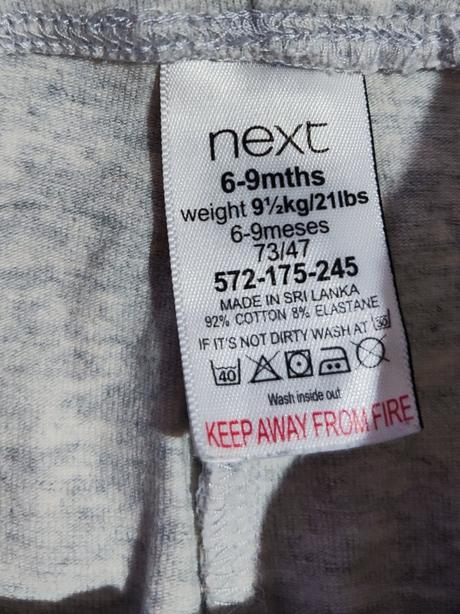 next
6-9mths
weight 9½kg/21lbs
6-9meses
73/47
572-175-245
MADE IN SRI LANKA
92% COTTON 8% ELASTANE
IF IT'S NOT DIRTY WASH AT 30
40
Wash inside out
KEEP AWAY FROM FIRE